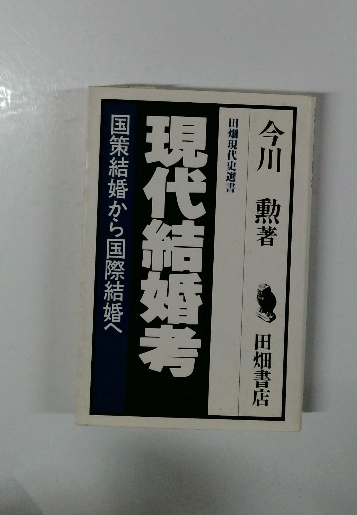 今川 勲著
田畑書店
田畑現代史選書
現代結婚考
国策結婚から国際結婚へ